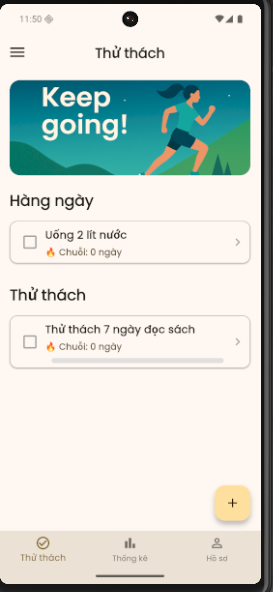 11:50
Thử thách
Keep
going!
Hàng ngày
Uống 2 lít nước
🔥 Chuỗi: 0 ngày
Thử thách
Thử thách 7 ngày đọc sách
🔥 Chuỗi: 0 ngày
+
Thử thách
Thống kê
Hồ sơ